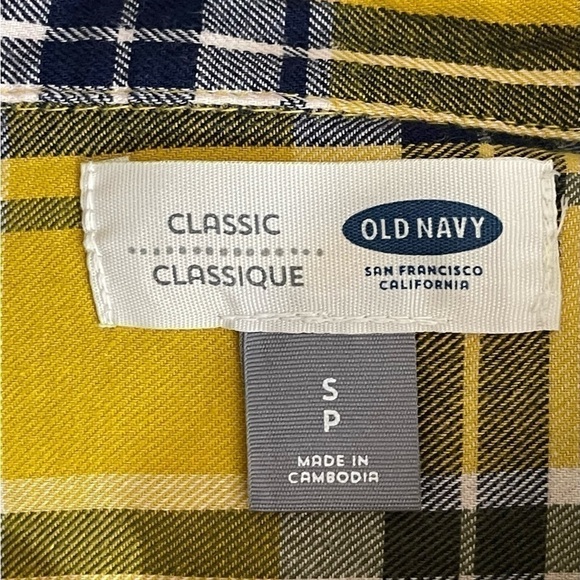 CLASSIC
CLASSIQUE
OLD NAVY
SAN FRANCISCO
CALIFORNIA
S
P
MADE IN
CAMBODIA